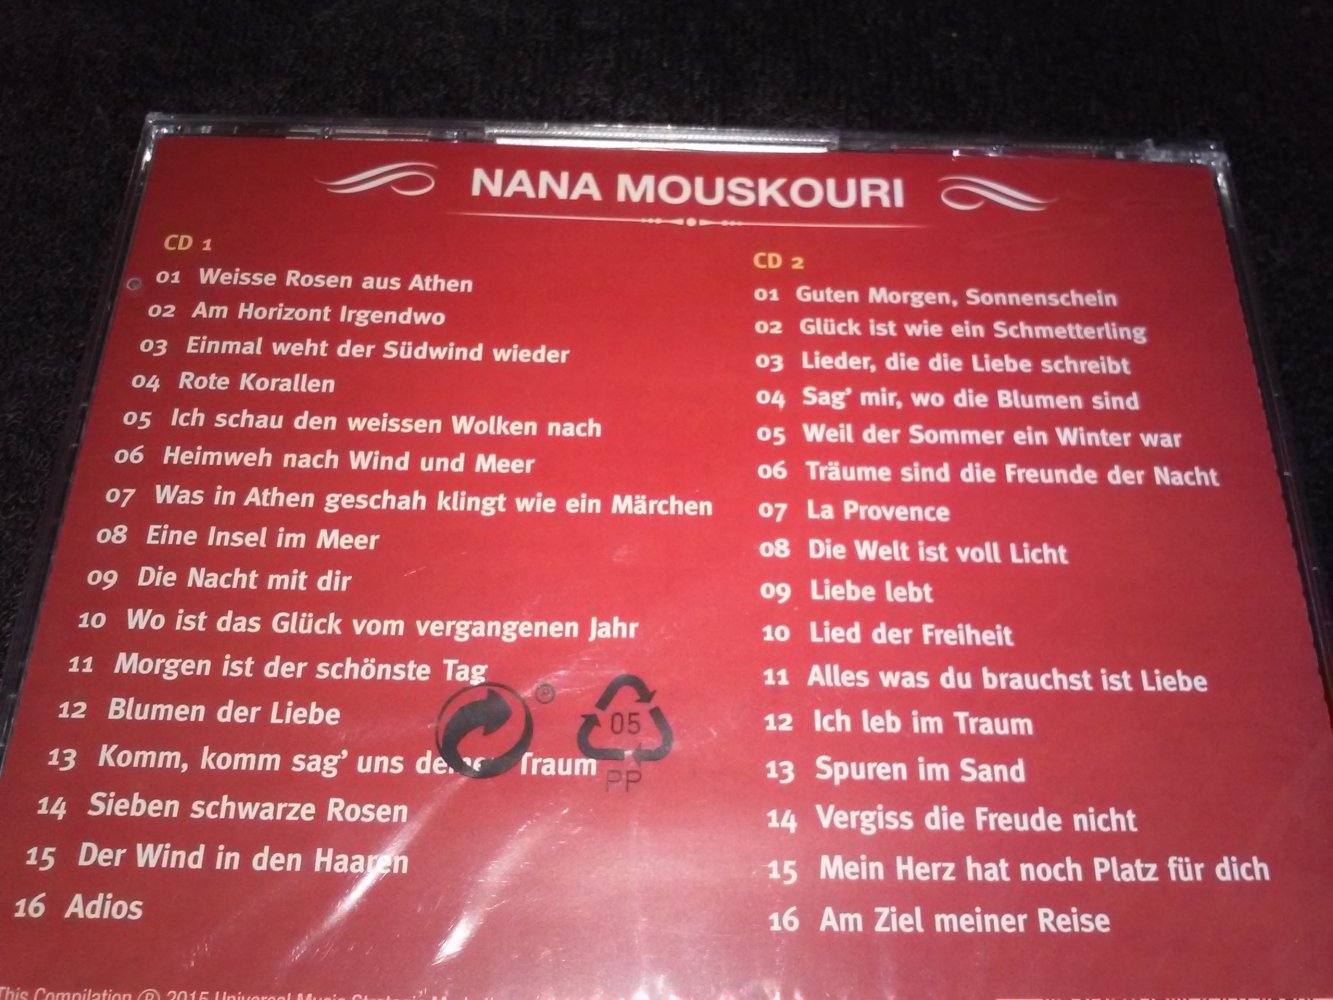 NANA MOUSKOURI
CD 1
01 Weisse Rosen aus Athen
02 Am Horizont Irgendwo
03 Einmal weht der Südwind wieder
04 Rote Korallen
05 Ich schau den weissen Wolken nach
06 Heimweh nach Wind und Meer
07 Was in Athen geschah klingt wie ein Märchen
08 Eine Insel im Meer
09 Die Nacht mit dir
10 Wo ist das Glück vom vergangenen Jahr
11 Morgen ist der schönste Tag
12 Blumen der Liebe
13 Komm, komm sag' uns deinen Traum
14 Sieben schwarze Rosen
15 Der Wind in den Haaren
16 Adios
®
05
PP
CD 2
01 Guten Morgen, Sonnenschein
02 Glück ist wie ein Schmetterling
03 Lieder, die die Liebe schreibt
04 Sag' mir, wo die Blumen sind
05 Weil der Sommer ein Winter war
06 Träume sind die Freunde der Nacht
07 La Provence
08 Die Welt ist voll Licht
09 Liebe lebt
10 Lied der Freiheit
11 Alles was du brauchst ist Liebe
12 Ich leb im Traum
13 Spuren im Sand
14 Vergiss die Freude nicht
15 Mein Herz hat noch Platz für dich
16 Am Ziel meiner Reise
This Compilation ℗ 2015 Universal Music